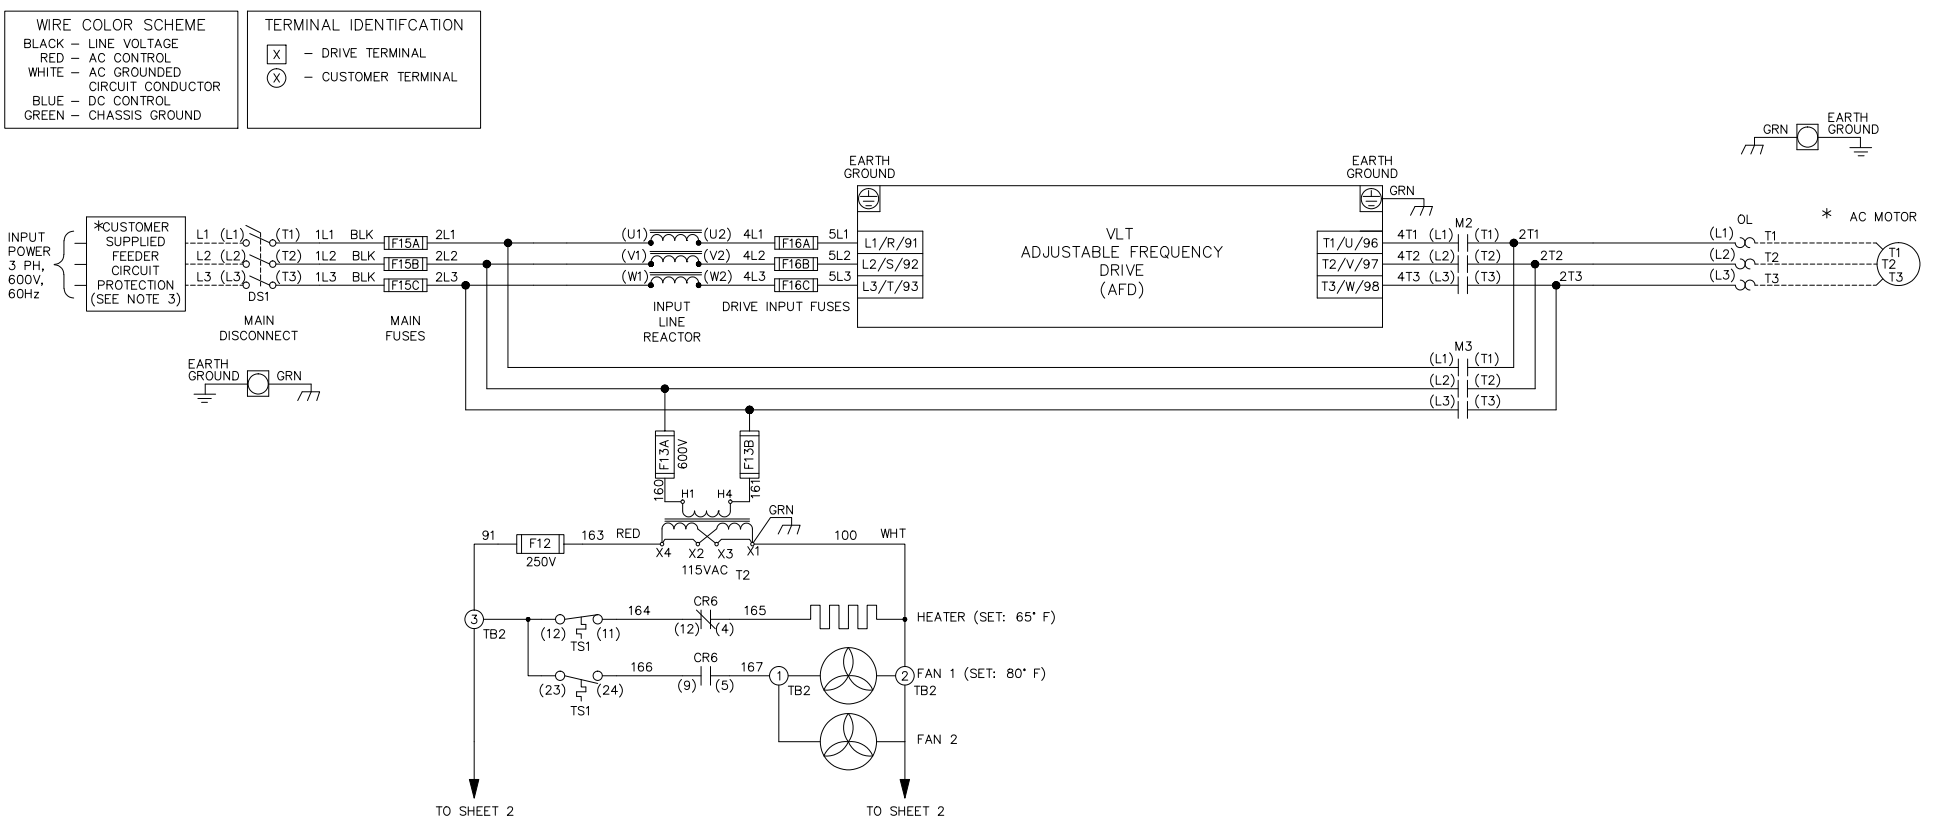 WIRE COLOR SCHEME
BLACK – LINE VOLTAGE
RED – AC CONTROL
WHITE – AC GROUNDED
CIRCUIT CONDUCTOR
BLUE – DC CONTROL
GREEN – CHASSIS GROUND
TERMINAL IDENTIFCATION
X – DRIVE TERMINAL
X – CUSTOMER TERMINAL
EARTH
GROUND
GRN
EARTH
GROUND
EARTH
GROUND
GRN
INPUT
POWER
3 PH,
600V,
60Hz
*CUSTOMER
SUPPLIED
FEEDER
CIRCUIT
PROTECTION
(SEE NOTE 3)
L1 (L1) (T1) 1L1 BLK F15A 2L1
L2 (L2) (T2) 1L2 BLK F15B 2L2
L3 (L3) (T3) 1L3 BLK F15C 2L3
DS1
MAIN
DISCONNECT
MAIN
FUSES
(U1) (U2) 4L1 F16A 5L1 L1/R/91
(V1) (V2) 4L2 F16B 5L2 L2/S/92
(W1) (W2) 4L3 F16C 5L3 L3/T/93
INPUT
LINE
REACTOR
DRIVE INPUT FUSES
VLT
ADJUSTABLE FREQUENCY
DRIVE
(AFD)
M2
T1/U/96 4T1 (L1) (T1) 2T1
T2/V/97 4T2 (L2) (T2) 2T2
T3/W/98 4T3 (L3) (T3) 2T3
OL
* AC MOTOR
(L1) T1
(L2) T2
(L3) T3
T1
T2
T3
M3
(L1) (T1)
(L2) (T2)
(L3) (T3)
EARTH
GROUND
GRN
F13A
600V
F13B
160
161
H1 H4
GRN
91 F12 163 RED
250V
X4 X2 X3 X1
100 WHT
115VAC T2
3
TB2
(12) (11)
TS1
164
CR6
(12) (4)
165
HEATER (SET: 65° F)
(23) (24)
TS1
166
CR6
(9) (5)
167
1
TB2
2
TB2
FAN 1 (SET: 80° F)
FAN 2
TO SHEET 2
TO SHEET 2